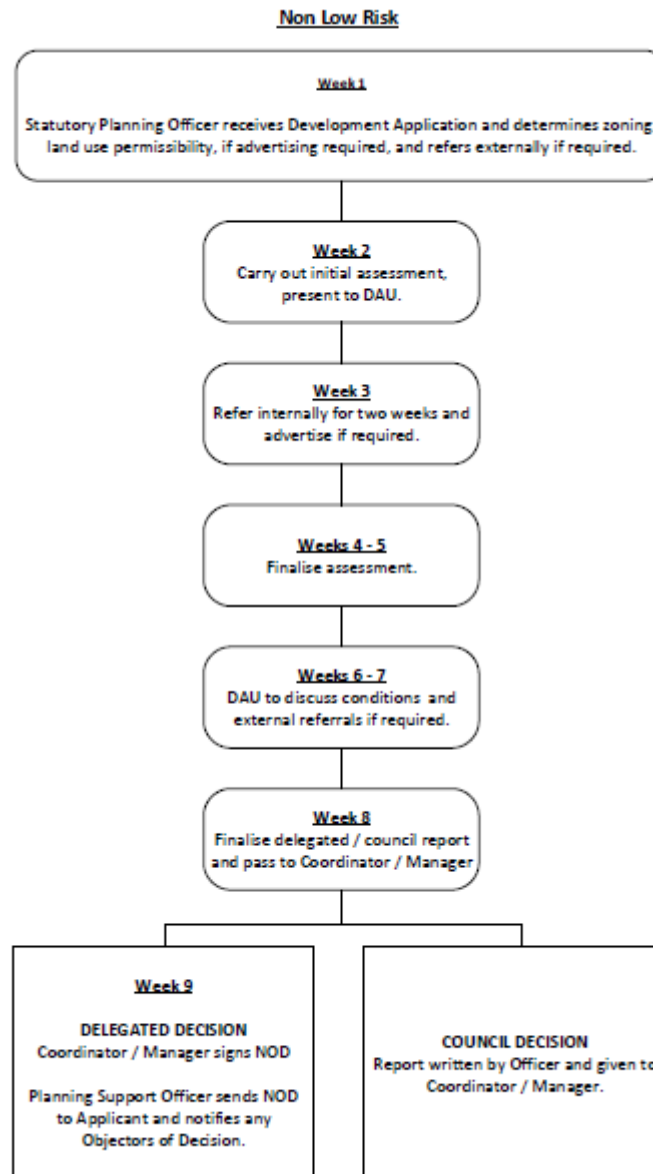 Non Low Risk
Week 1
Statutory Planning Officer receives Development Application and determines zoning,
land use permissibility, if advertising required, and refers externally if required.
Week 2
Carry out initial assessment,
present to DAU.
Week 3
Refer internally for two weeks and
advertise if required.
Weeks 4 - 5
Finalise assessment.
Weeks 6 - 7
DAU to discuss conditions and
external referrals if required.
Week 8
Finalise delegated / council report
and pass to Coordinator / Manager
Week 9
DELEGATED DECISION
Coordinator / Manager signs NOD
Planning Support Officer sends NOD
to Applicant and notifies any
Objectors of Decision.
COUNCIL DECISION
Report written by Officer and given to
Coordinator / Manager.